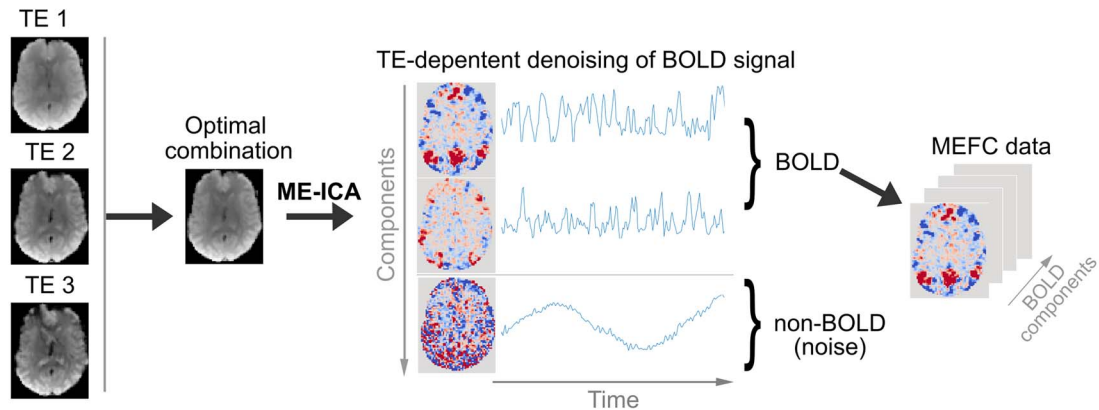 TE 1
TE 2
TE 3
Optimal
combination
ME-ICA
TE-depentent denoising of BOLD signal
Components
Time
BOLD
non-BOLD
(noise)
MEFC data
BOLD
components